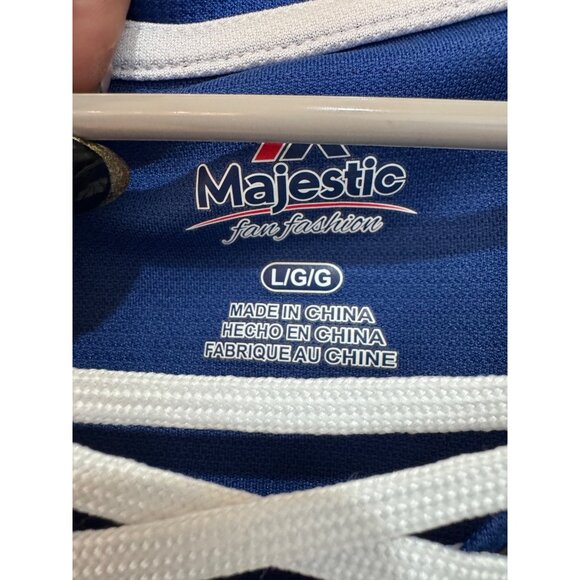 Majestic
fan fashion
L/G/G
MADE IN CHINA
HECHO EN CHINA
FABRIQUE AU CHINE